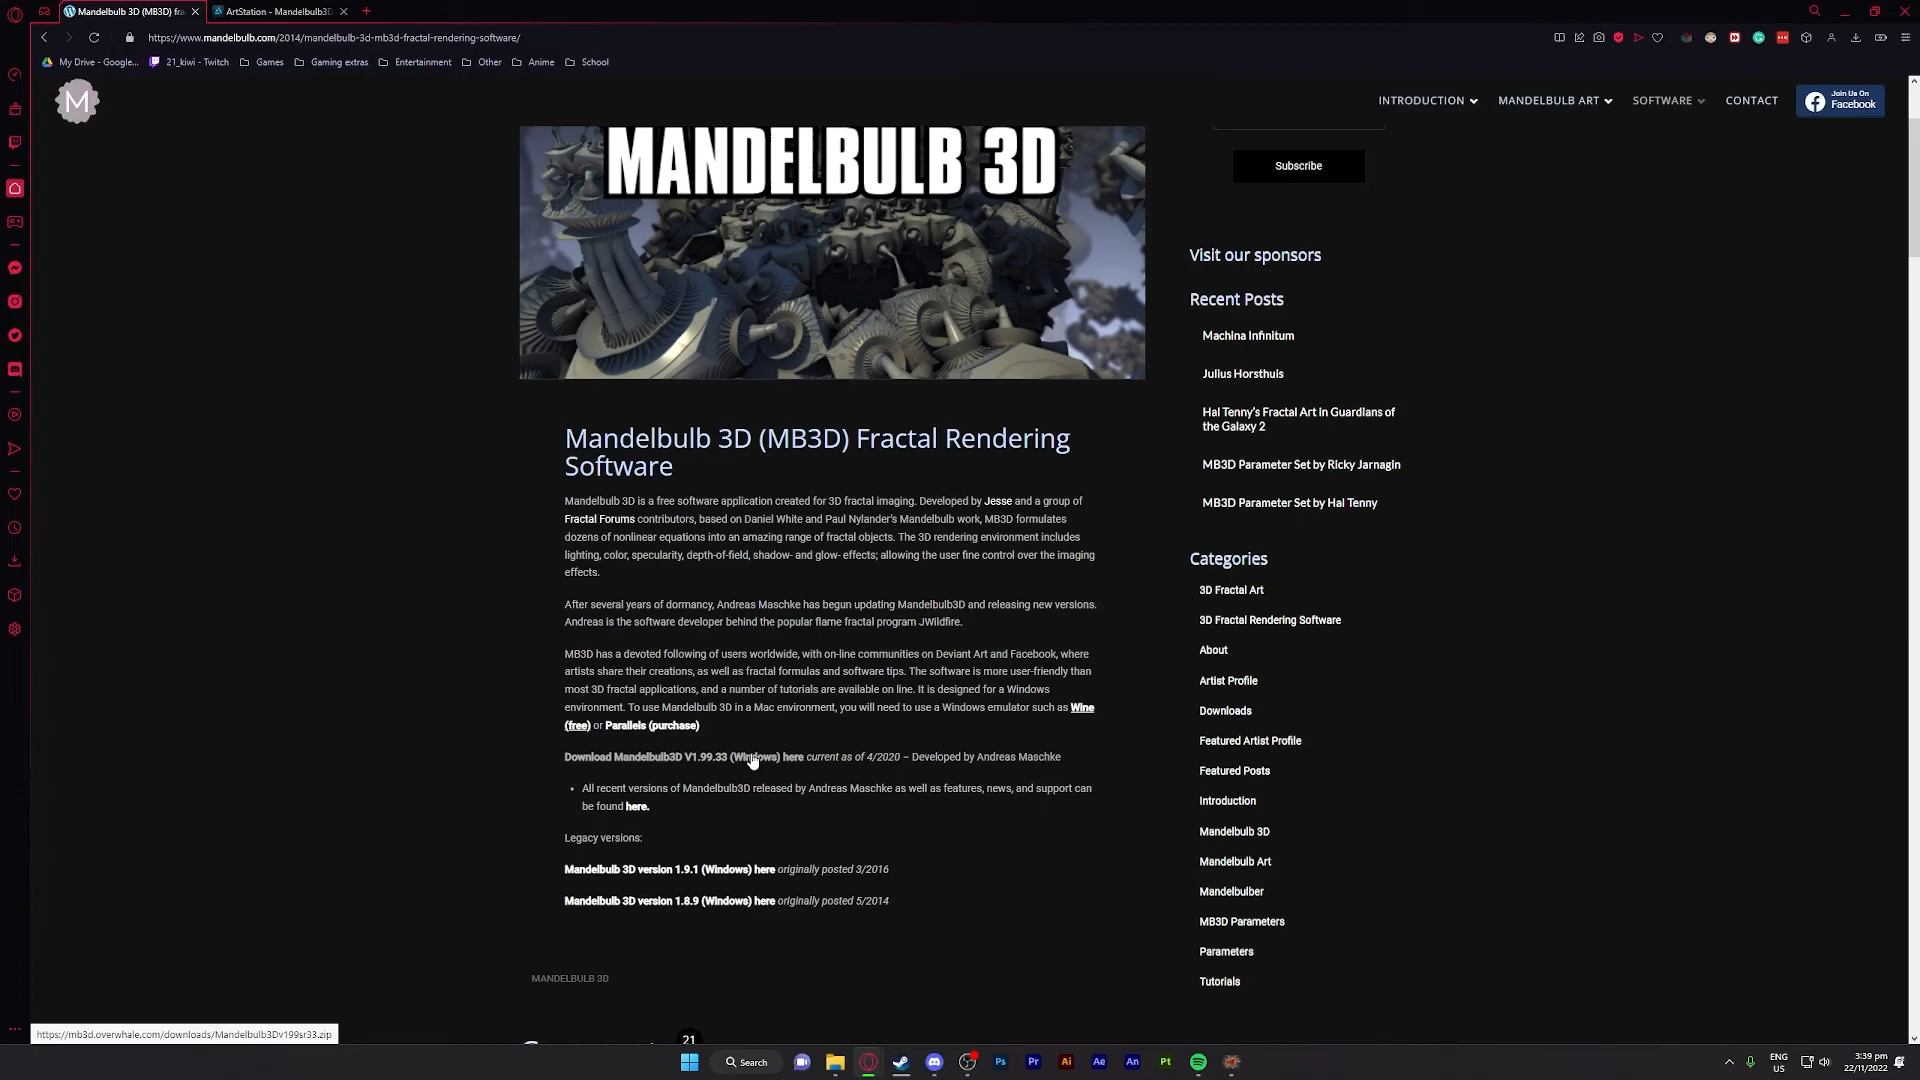 Mandelbulb 3D (MB3D) fra
ArtStation - Mandelbulb3D
https://www.mandelbulb.com/2014/mandelbulb-3d-mb3d-fractal-rendering-software/
My Drive - Google...
21_kiwi - Twitch
Games
Gaming extras
Entertainment
Other
Anime
School
M
INTRODUCTION
MANDELBULB ART
SOFTWARE
CONTACT
Join Us On
Facebook
MANDELBULB 3D
Subscribe
Visit our sponsors
Recent Posts
Machina Infinitum
Julius Horsthuis
Hal Tenny's Fractal Art in Guardians of
the Galaxy 2
MB3D Parameter Set by Ricky Jarnagin
MB3D Parameter Set by Hal Tenny
Mandelbulb 3D (MB3D) Fractal Rendering
Software
Mandelbulb 3D is a free software application created for 3D fractal imaging. Developed by Jesse and a group of
Fractal Forums contributors, based on Daniel White and Paul Nylander's Mandelbulb work, MB3D formulates
dozens of nonlinear equations into an amazing range of fractal objects. The 3D rendering environment includes
lighting, color, specularity, depth-of-field, shadow- and glow- effects; allowing the user fine control over the imaging
effects.
After several years of dormancy, Andreas Maschke has begun updating Mandelbulb3D and releasing new versions.
Andreas is the software developer behind the popular flame fractal program JWildfire.
MB3D has a devoted following of users worldwide, with on-line communities on Deviant Art and Facebook, where
artists share their creations, as well as fractal formulas and software tips. The software is more user-friendly than
most 3D fractal applications, and a number of tutorials are available on line. It is designed for a Windows
environment. To use Mandelbulb 3D in a Mac environment, you will need to use a Windows emulator such as Wine
(free) or Parallels (purchase)
Download Mandelbulb3D V1.99.33 (Windows) here current as of 4/2020 – Developed by Andreas Maschke
• All recent versions of Mandelbulb3D released by Andreas Maschke as well as features, news, and support can
be found here.
Legacy versions:
Mandelbulb 3D version 1.9.1 (Windows) here originally posted 3/2016
Mandelbulb 3D version 1.8.9 (Windows) here originally posted 5/2014
MANDELBULB 3D
Categories
3D Fractal Art
3D Fractal Rendering Software
About
Artist Profile
Downloads
Featured Artist Profile
Featured Posts
Introduction
Mandelbulb 3D
Mandelbulb Art
Mandelbulber
MB3D Parameters
Parameters
Tutorials
21
https://mb3d.overwhale.com/downloads/Mandelbulb3Dv199sr33.zip
Search
Ps
Pr
Ai
Ae
An
Pt
ENG
US
3:39 pm
22/11/2022